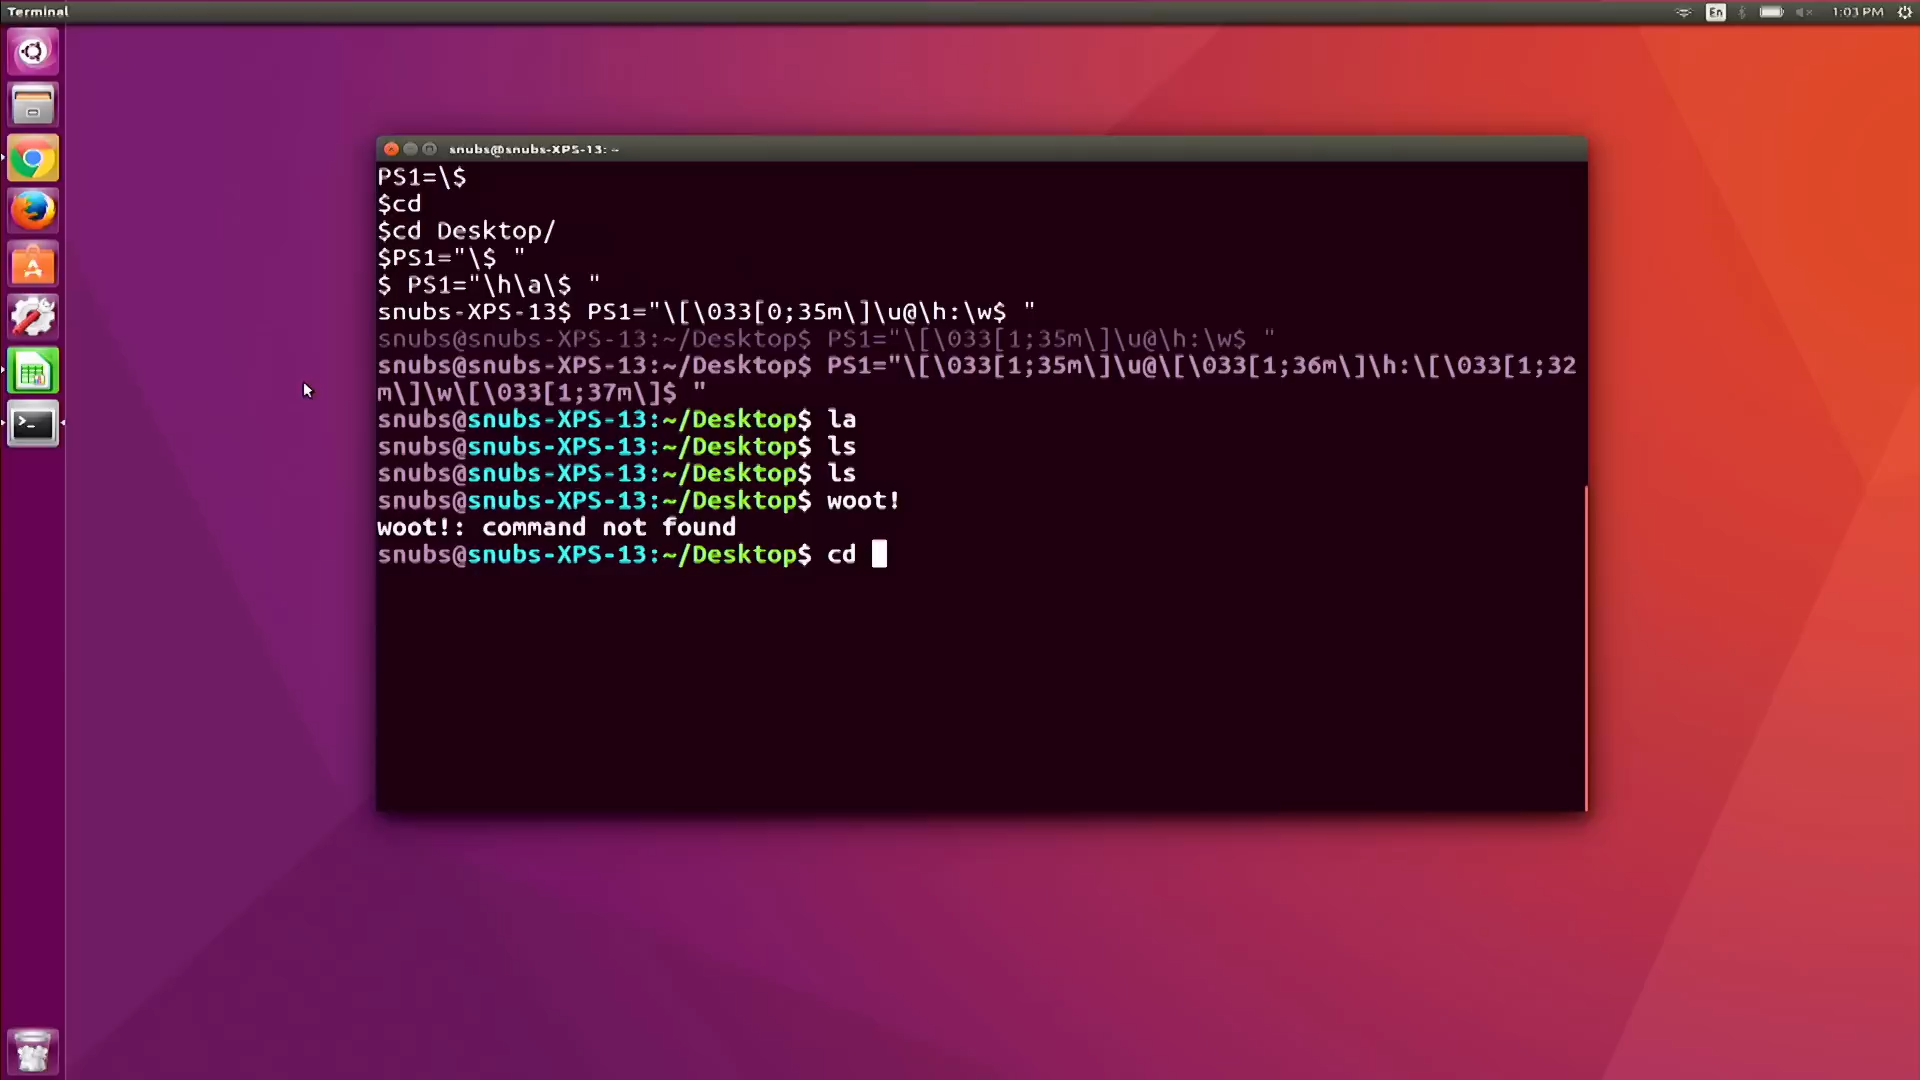 Terminal
En
1:03 PM
snubs@snubs-XPS-13: ~
PS1=\$
$cd
$cd Desktop/
$PS1="\$ "
$ PS1="\h\a\$ "
snubs-XPS-13$ PS1="\[\033[0;35m\]\u@\h:\w$ "
snubs@snubs-XPS-13:~/Desktop$ PS1="\[\033[1;35m\]\u@\h:\w$ "
snubs@snubs-XPS-13:~/Desktop$ PS1="\[\033[1;35m\]\u@\[\033[1;36m\]\h:\[\033[1;32
m\]\w\[\033[1;37m\]$ "
snubs@snubs-XPS-13:~/Desktop$ la
snubs@snubs-XPS-13:~/Desktop$ ls
snubs@snubs-XPS-13:~/Desktop$ ls
snubs@snubs-XPS-13:~/Desktop$ woot!
woot!: command not found
snubs@snubs-XPS-13:~/Desktop$ cd